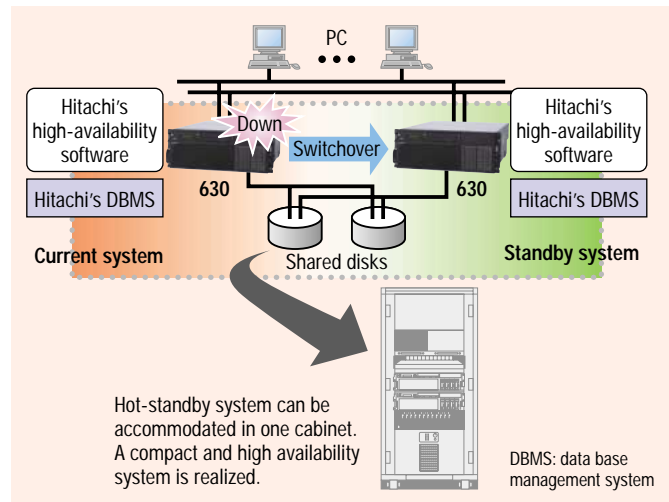 PC
Hitachi's
high-availability
software
Hitachi's DBMS
Down
Switchover
Hitachi's
high-availability
software
Hitachi's DBMS
630
630
Current system
Shared disks
Standby system
Hot-standby system can be
accommodated in one cabinet.
A compact and high availability
system is realized.
DBMS: data base
management system